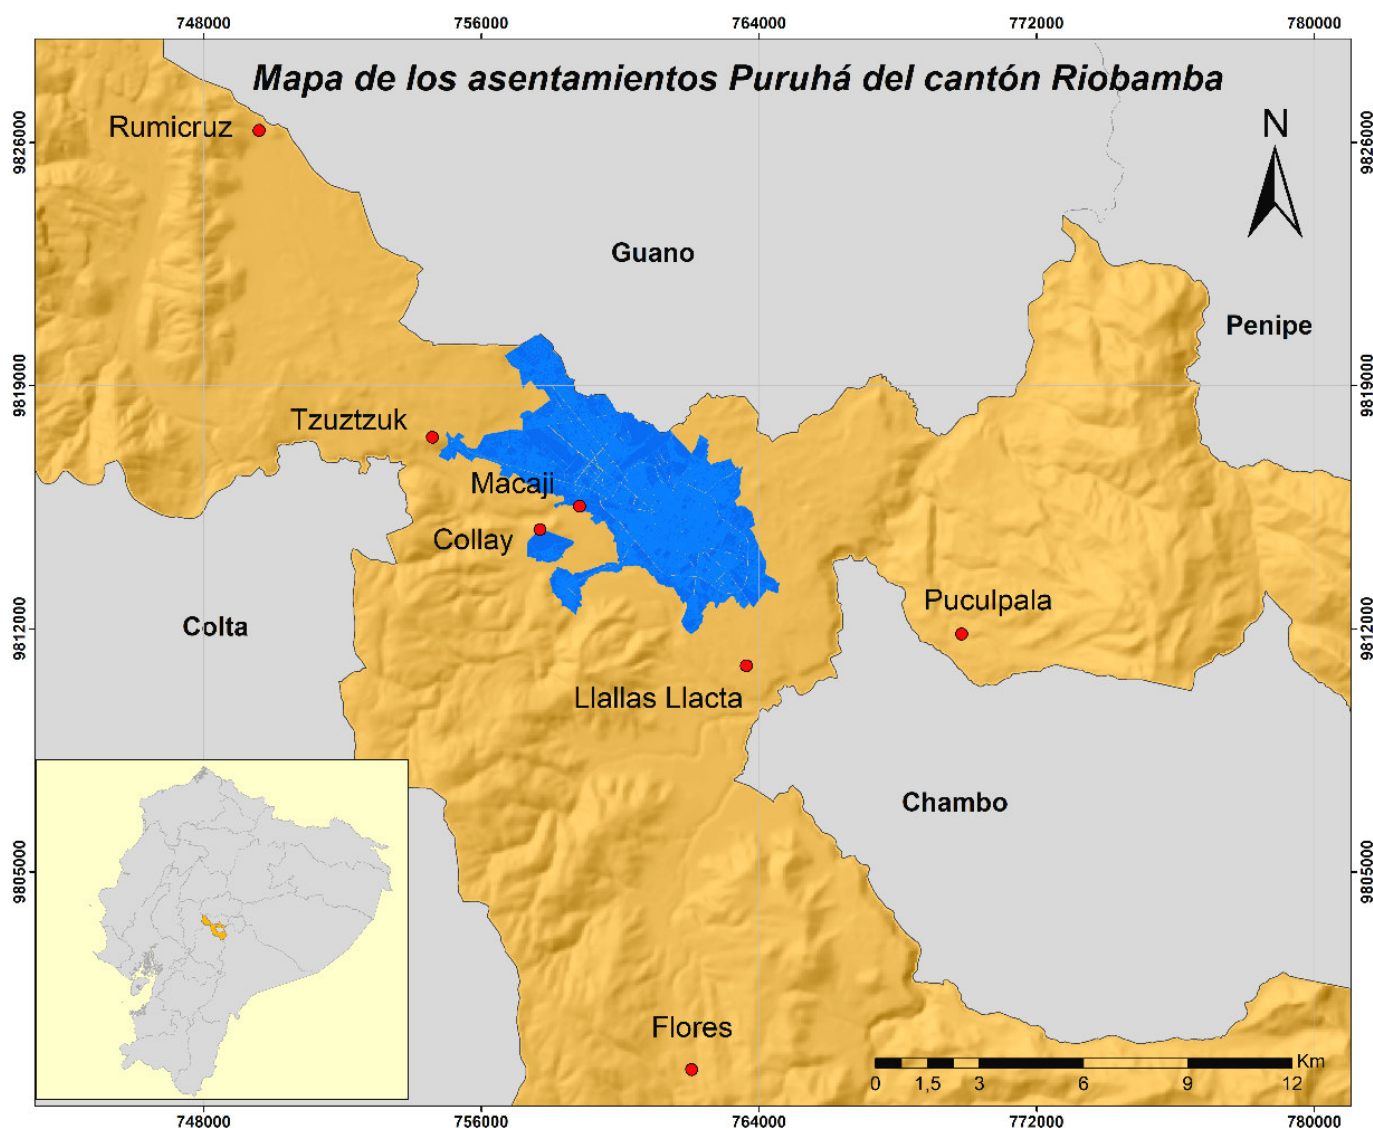 748000 756000 764000 772000 780000
Mapa de los asentamientos Puruhá del cantón Riobamba
N
Rumicruz
9826000 9826000
Guano
Penipe
9819000 9819000
Tzuztzuk
Macaji
Collay
Puculpala
Colta
9812000 9812000
Llallas Llacta
Chambo
9805000 9805000
Flores
Km
0 1,5 3 6 9 12
748000 756000 764000 772000 780000